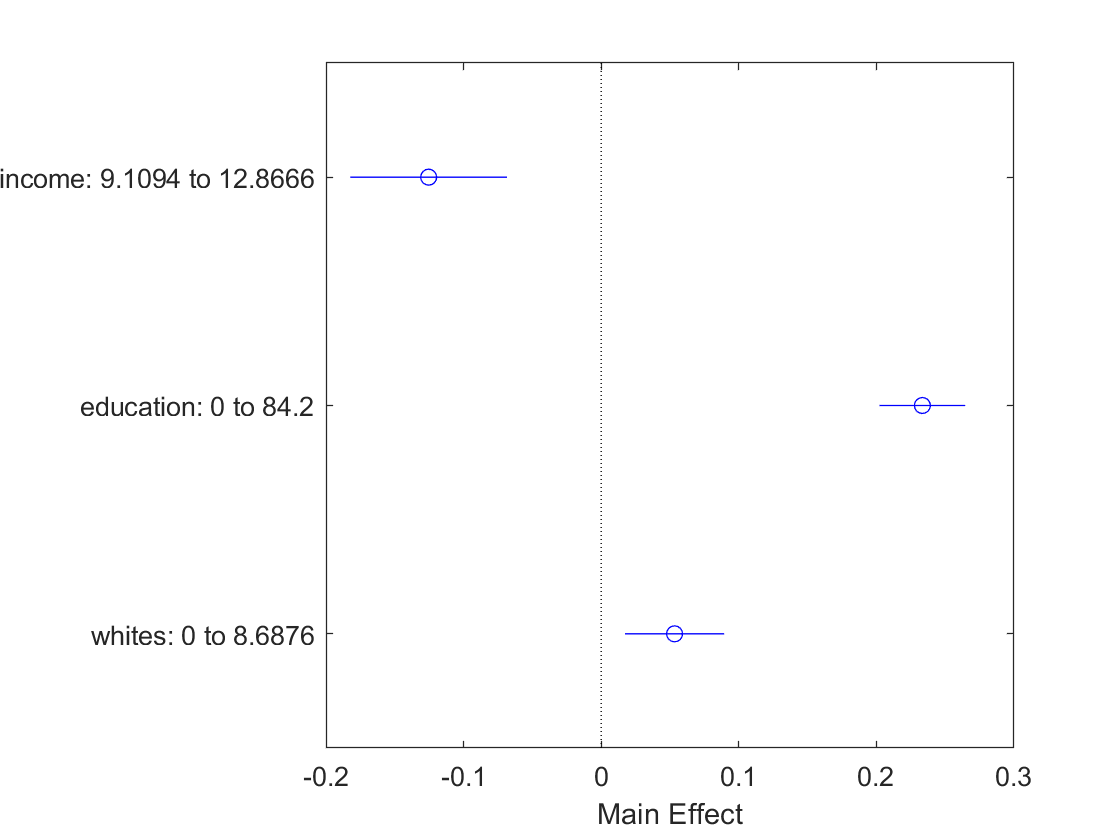 income: 9.1094 to 12.8666
education: 0 to 84.2
whites: 0 to 8.6876
-0.2 -0.1 0 0.1 0.2 0.3
Main Effect